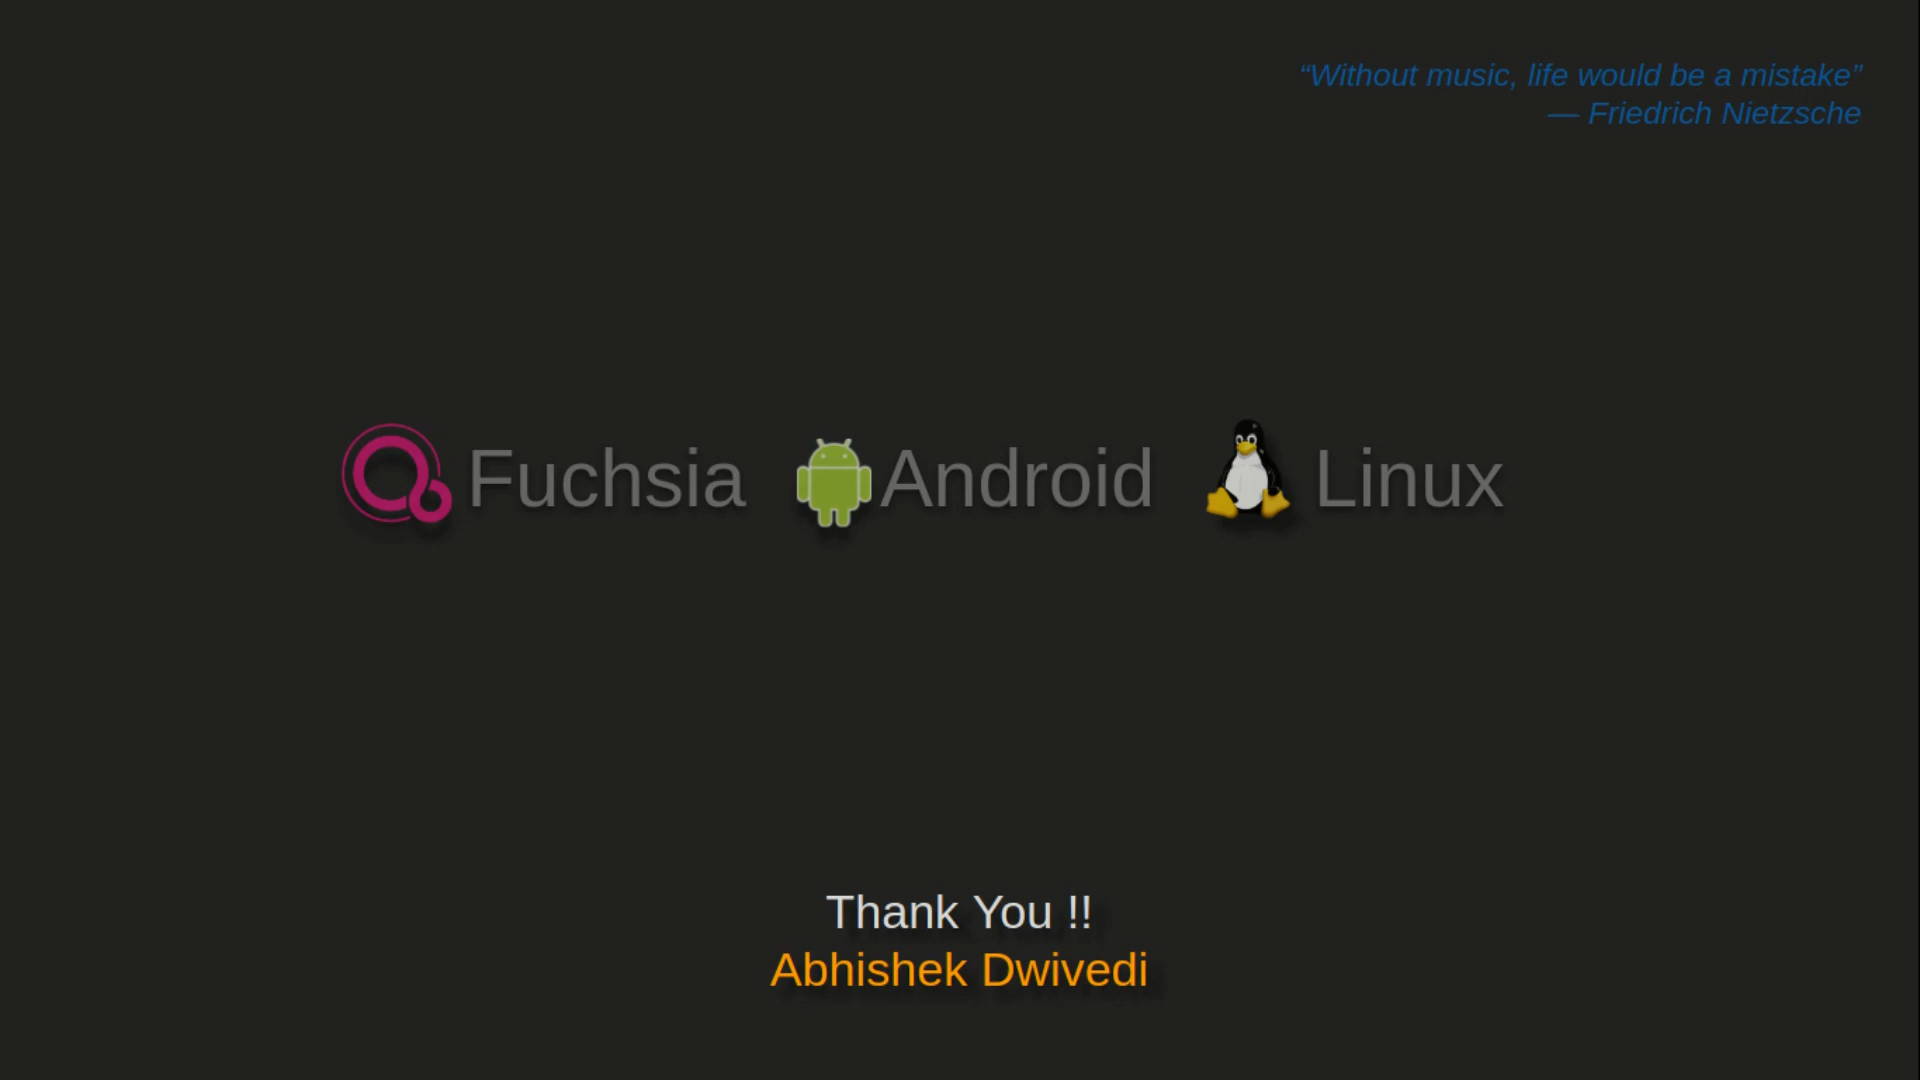 “Without music, life would be a mistake”
— Friedrich Nietzsche
Fuchsia Android Linux
Thank You !!
Abhishek Dwivedi